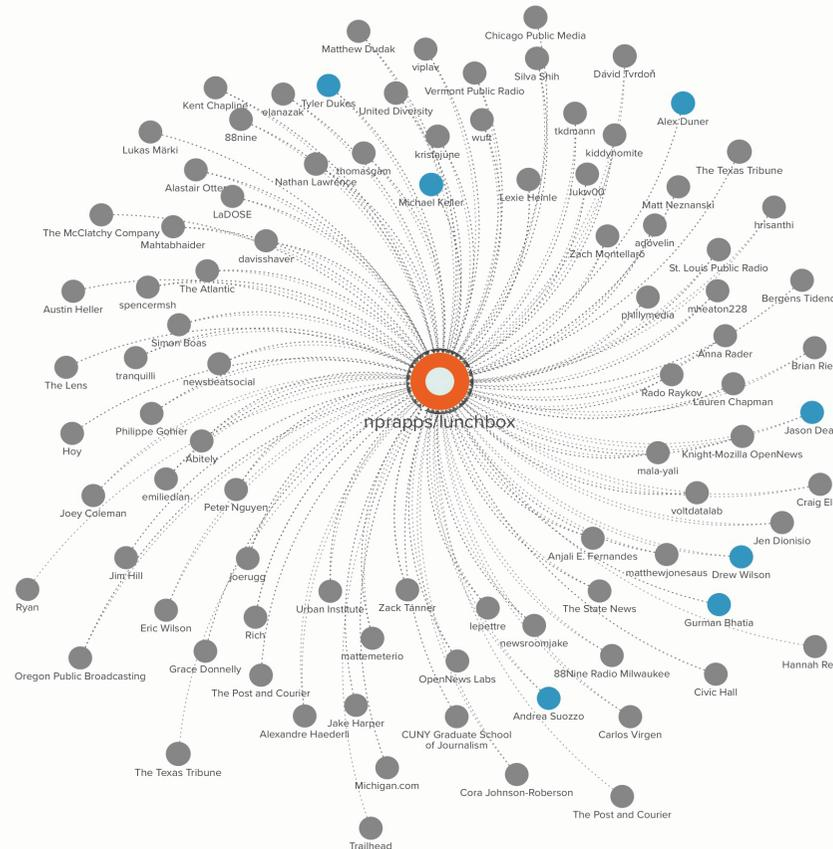 Chicago Public Media
Matthew Dudak
viplav
Silva Shih
David Tvrdoň
Vermont Public Radio
Kent Chapline
elanazak
Tyler Dukes
United Diversity
Alex Duner
88nine
wuft
tkdmann
Lukas Märki
kristajune
kiddynomite
thomasgam
Nathan Lawrence
The Texas Tribune
Alastair Otter
Michael Keller
Lexie Heinle
lukw00
Matt Neznanski
LaDOSE
hrisanthi
The McClatchy Company
Mahtabhaider
agovelin
davisshaver
Zach Montellaro
St. Louis Public Radio
The Atlantic
Austin Heller
spencermsh
phillymedia
mheaton228
Bergens Tidend
Simon Boas
Anna Rader
Brian Rie
The Lens
tranquilli
newsbeatsocial
Rado Raykov
Lauren Chapman
nprapps/lunchbox
Philippe Gohier
Jason Dea
Hoy
Abitely
Knight-Mozilla OpenNews
mala-yali
emiliedian
Joey Coleman
Peter Nguyen
voltdatalab
Craig El
Jen Dionisio
Anjali E. Fernandes
Jim Hill
joerugg
matthewjonesaus
Drew Wilson
Ryan
Urban Institute
Zack Tanner
The State News
Eric Wilson
Rich
lepettre
newsroomjake
Gurman Bhatia
mattemeterio
Hannah Re
Oregon Public Broadcasting
Grace Donnelly
The Post and Courier
OpenNews Labs
88Nine Radio Milwaukee
Civic Hall
Alexandre Haederli
Jake Harper
CUNY Graduate School
of Journalism
Andrea Suozzo
Carlos Virgen
The Texas Tribune
Michigan.com
Cora Johnson-Roberson
The Post and Courier
Trailhead